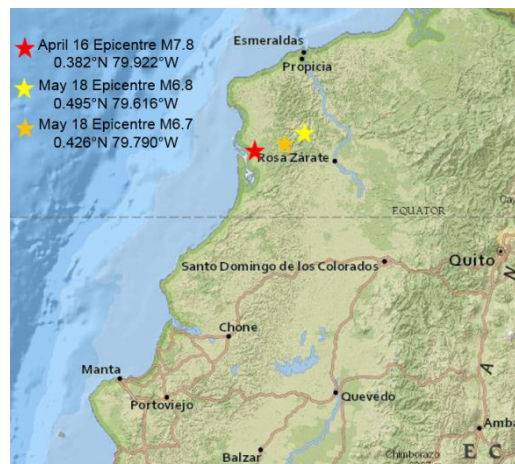 April 16 Epicentre M7.8
0.382°N 79.922°W
May 18 Epicentre M6.8
0.495°N 79.616°W
May 18 Epicentre M6.7
0.426°N 79.790°W
Esmeraldas
Propicia
Rosa Zárate
EQUATOR
Quito
Santo Domingo de los Colorados
N
Chone
Manta
A
Portoviejo
Quevedo
Amba
Balzar
Chimborazo
E C